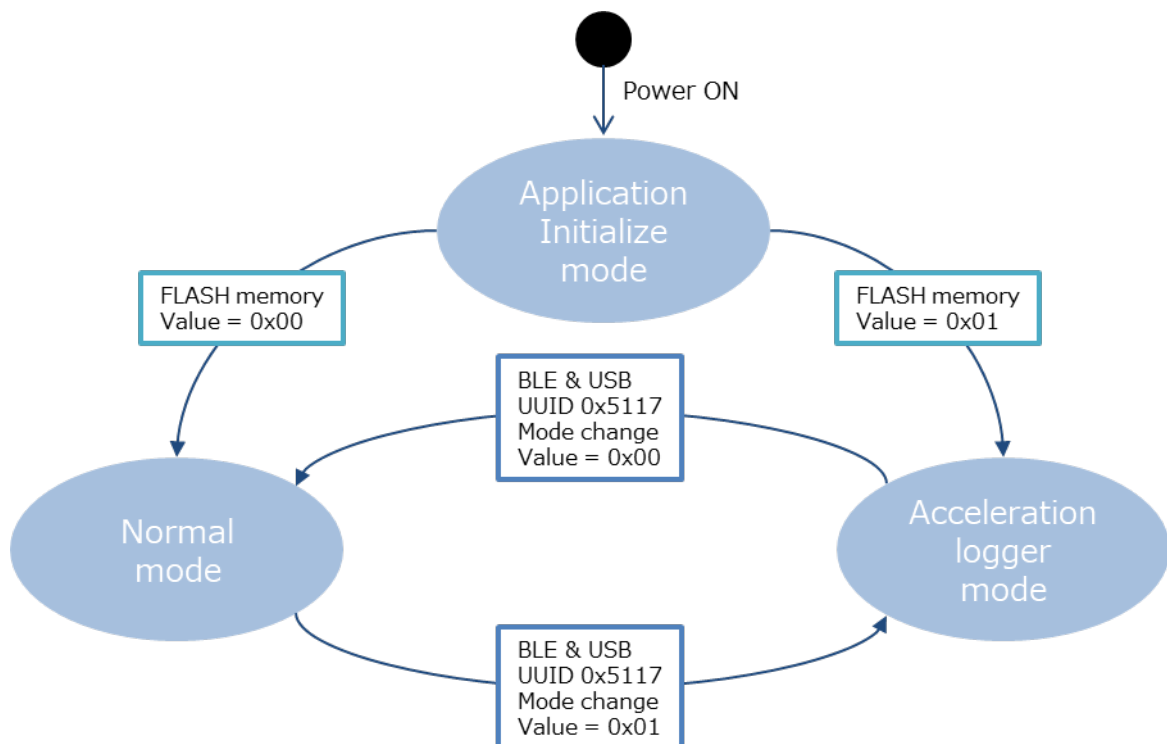 Power ON
Application
Initialize
mode
FLASH memory
Value = 0x00
FLASH memory
Value = 0x01
BLE & USB
UUID 0x5117
Mode change
Value = 0x00
Normal
mode
Acceleration
logger
mode
BLE & USB
UUID 0x5117
Mode change
Value = 0x01